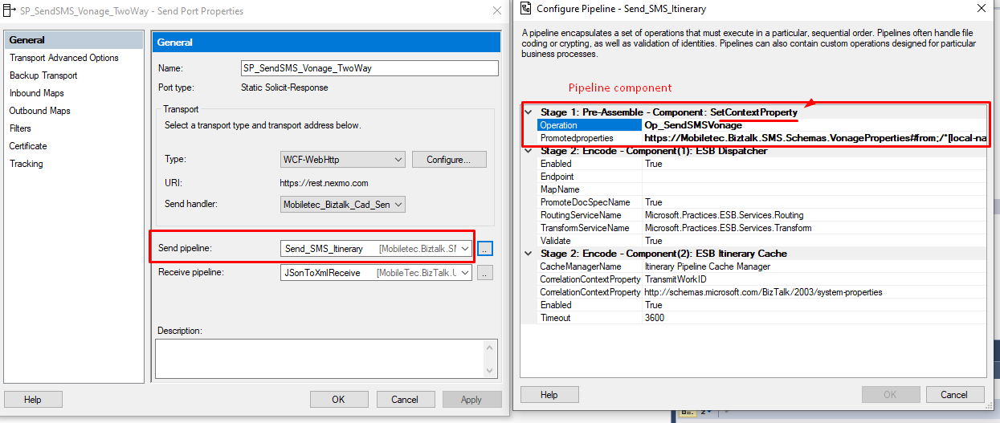 SP_SendSMS_Vonage_TwoWay - Send Port Properties
General
Transport Advanced Options
Backup Transport
Inbound Maps
Outbound Maps
Filters
Certificate
Tracking
General
Name: SP_SendSMS_Vonage_TwoWay
Port type: Static Solicit-Response
Transport
Select a transport type and transport address below.
Type: WCF-WebHttp Configure...
URI: https://rest.nexmo.com
Send handler: Mobiletec_Biztalk_Cad_Sen
Send pipeline: Send_SMS_Itinerary [Mobiletec.Biztalk.SM ..
Receive pipeline: JSonToXmlReceive [MobileTec.BizTalk.U ..
Description:
Help OK Cancel Apply
Configure Pipeline - Send_SMS_Itinerary
A pipeline encapsulates a set of operations that must execute in a particular, sequential order. Pipelines often handle file
coding or crypting, as well as validation of identities. Pipelines can also contain custom operations designed for particular
business processes.
Pipeline component
Stage 1: Pre-Assemble - Component: SetContextProperty
Operation Op_SendSMSVonage
Promotedproperties https://Mobiletec.Biztalk.SMS.Schemas.VonageProperties#from;/*[local-na
Stage 2: Encode - Component(1): ESB Dispatcher
Enabled True
Endpoint
MapName
PromoteDocSpecName True
RoutingServiceName Microsoft.Practices.ESB.Services.Routing
TransformServiceName Microsoft.Practices.ESB.Services.Transform
Validate True
Stage 2: Encode - Component(2): ESB Itinerary Cache
CacheManagerName Itinerary Pipeline Cache Manager
CorrelationContextProperty TransmitWorkID
CorrelationContextProperty http://schemas.microsoft.com/BizTalk/2003/system-properties
Enabled True
Timeout 3600
Help OK Cancel